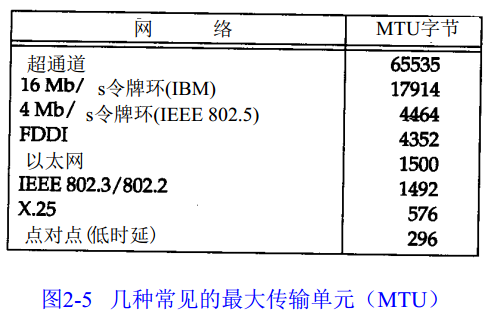 网 络 MTU字节
超通道 65535
16 Mb/ s令牌环(IBM) 17914
4 Mb/ s令牌环(IEEE 802.5) 4464
FDDI 4352
以太网 1500
IEEE 802.3/802.2 1492
X.25 576
点对点(低时延) 296
图2-5 几种常见的最大传输单元（MTU）